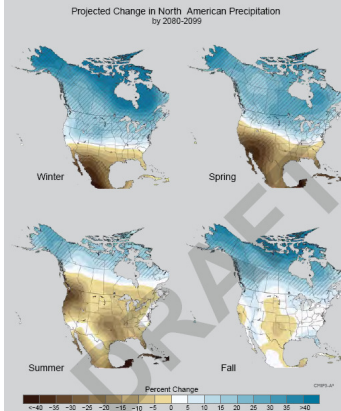 Projected Change in North American Precipitation
by 2080-2099
Winter
Spring
Summer
Fall
DRAFT
Percent Change
<-40 -35 -30 -25 -20 -15 -10 -5 0 5 10 15 20 25 30 35 >40